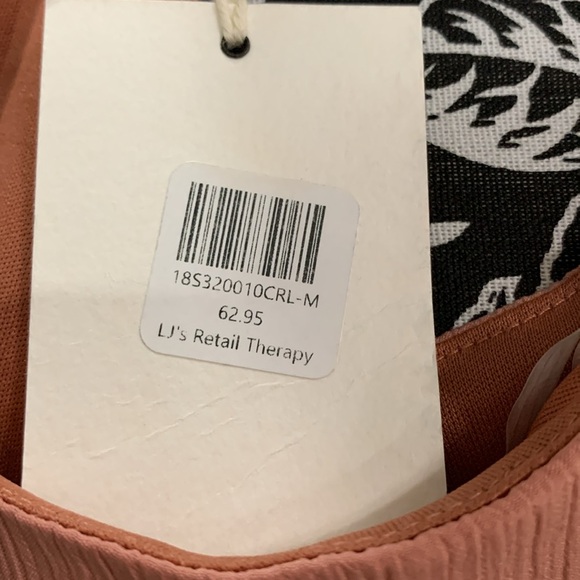 18S320010CRL-M
62.95
LJ's Retail Therapy